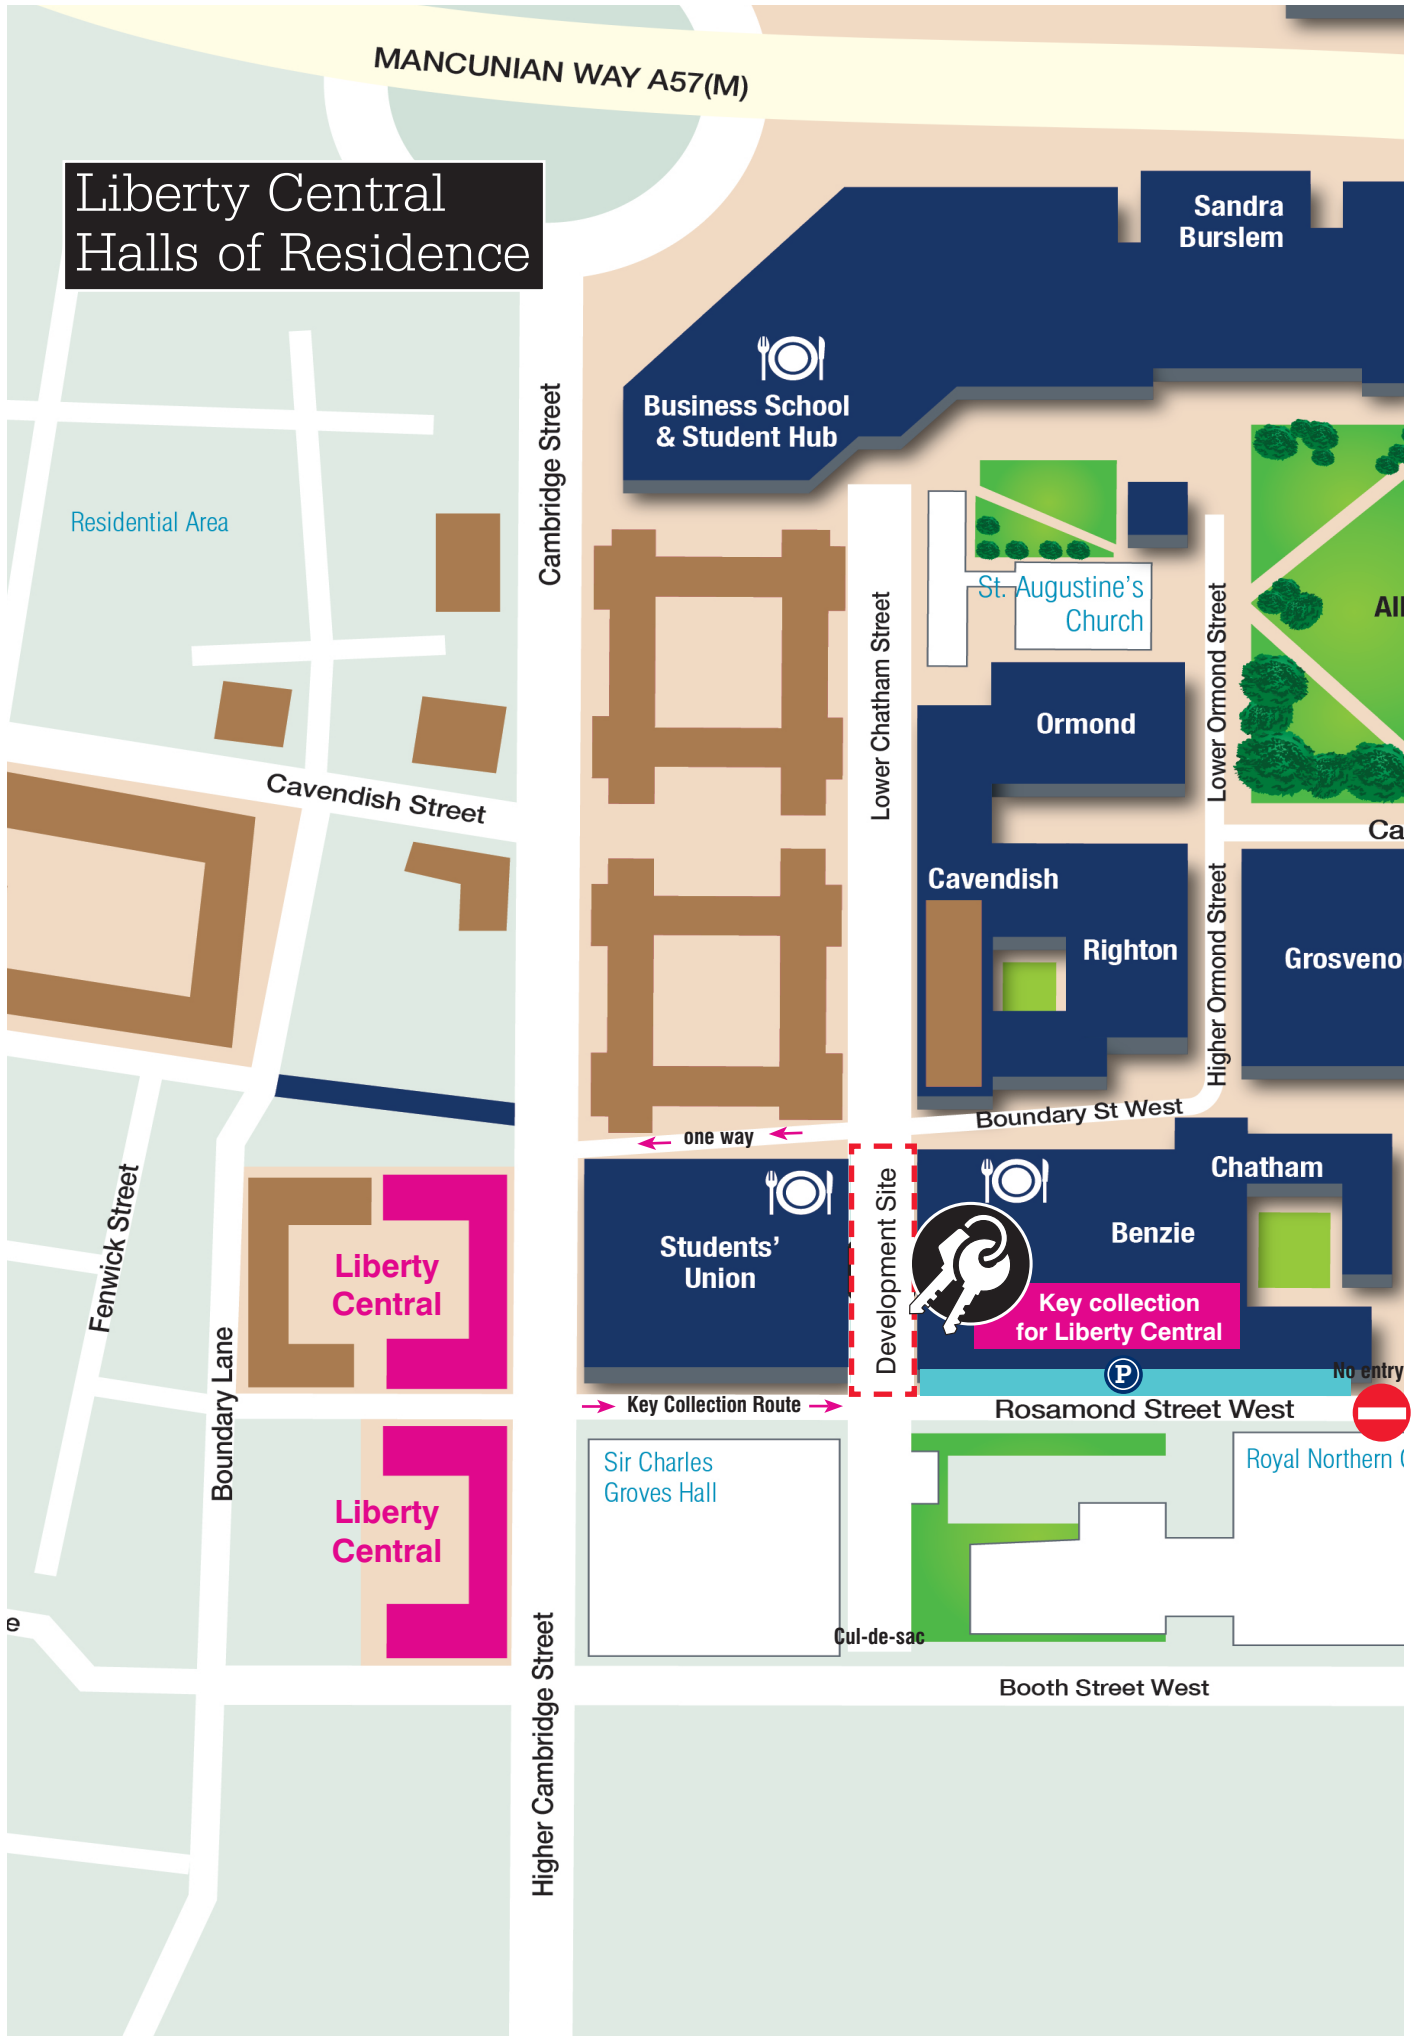 MANCUNIAN WAY A57(M)
Liberty Central
Halls of Residence
Sandra
Burslem
Business School
& Student Hub
Cambridge Street
Residential Area
St. Augustine's
Church
All
Lower Chatham Street
Lower Ormond Street
Ormond
Cavendish Street
Ca
Cavendish
Righton
Grosveno
Higher Ormond Street
Boundary St West
one way
Fenwick Street
Chatham
Development Site
Benzie
Students'
Union
Liberty
Central
Key collection
for Liberty Central
Boundary Lane
P
No entry
Key Collection Route
Rosamond Street West
Sir Charles
Groves Hall
Royal Northern C
Liberty
Central
Cul-de-sac
e
Higher Cambridge Street
Booth Street West